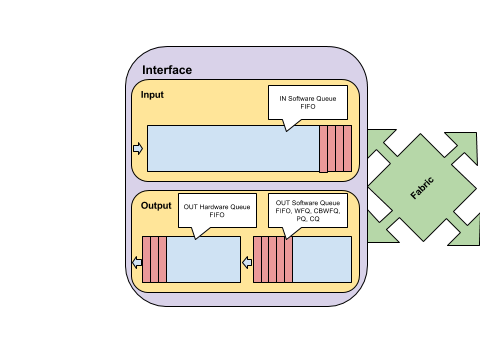 Interface
Input
IN Software Queue
FIFO
Output
OUT Hardware Queue
FIFO
OUT Software Queue
FIFO, WFQ, CBWFQ,
PQ, CQ
Fabric